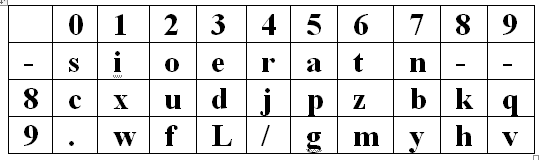 0 1 2 3 4 5 6 7 8 9
- s i o e r a t n - -
8 c x u d j p z b k q
9 . w f L / g m y h v